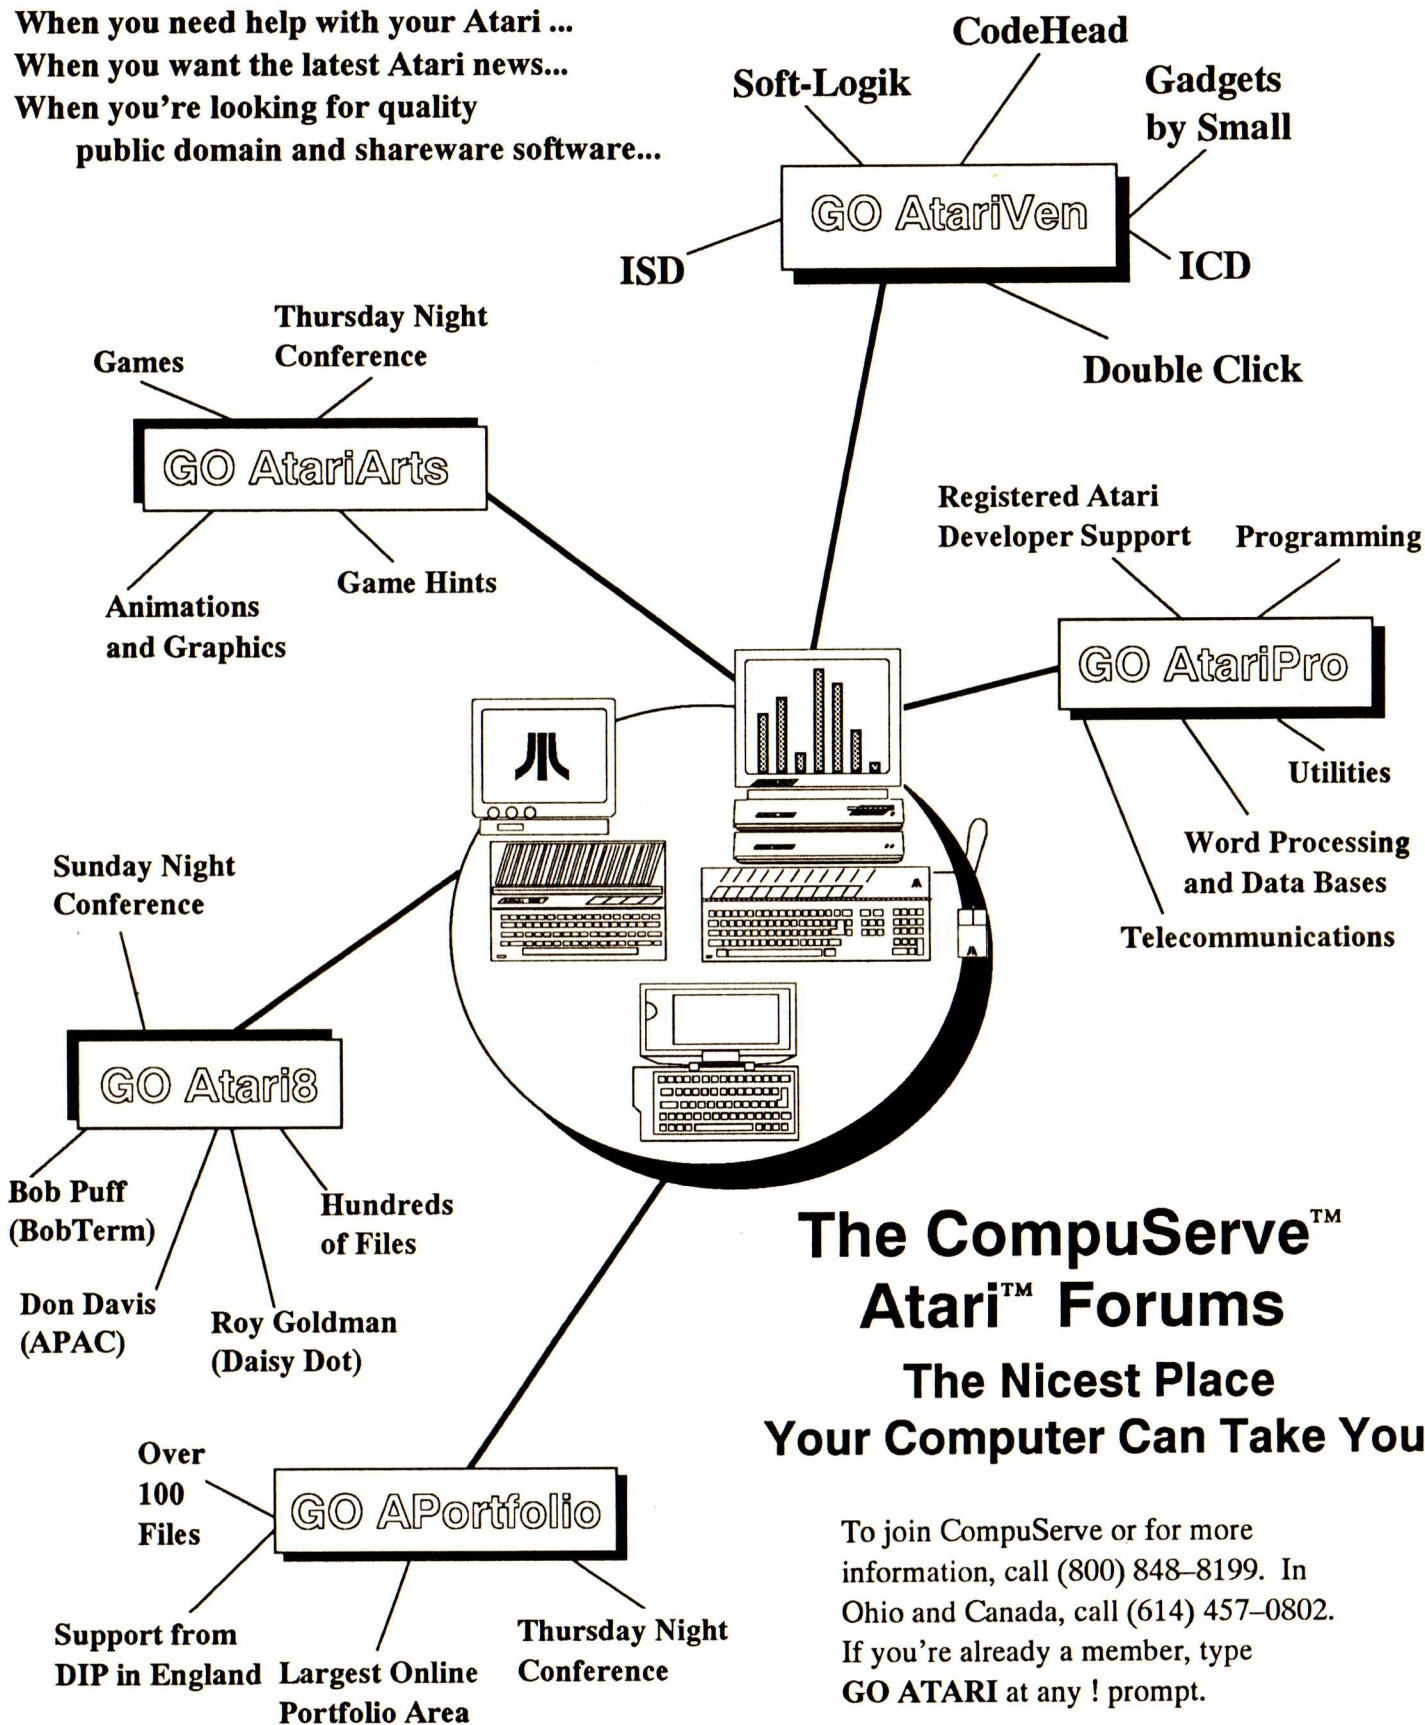 When you need help with your Atari ...
When you want the latest Atari news...
When you're looking for quality
public domain and shareware software...
CodeHead
Soft-Logik
Gadgets
by Small
GO AtariVen
ISD
ICD
Double Click
Thursday Night
Conference
Games
GO AtariArts
Game Hints
Animations
and Graphics
Registered Atari
Developer Support
Programming
GO AtariPro
Utilities
Word Processing
and Data Bases
Telecommunications
Sunday Night
Conference
GO Atari8
Bob Puff
(BobTerm)
Hundreds
of Files
Don Davis
(APAC)
Roy Goldman
(Daisy Dot)
The CompuServe™
Atari™ Forums
The Nicest Place
Your Computer Can Take You
Over
100
Files
GO APortfolio
Support from
DIP in England
Largest Online
Portfolio Area
Thursday Night
Conference
To join CompuServe or for more
information, call (800) 848–8199. In
Ohio and Canada, call (614) 457–0802.
If you're already a member, type
GO ATARI at any ! prompt.